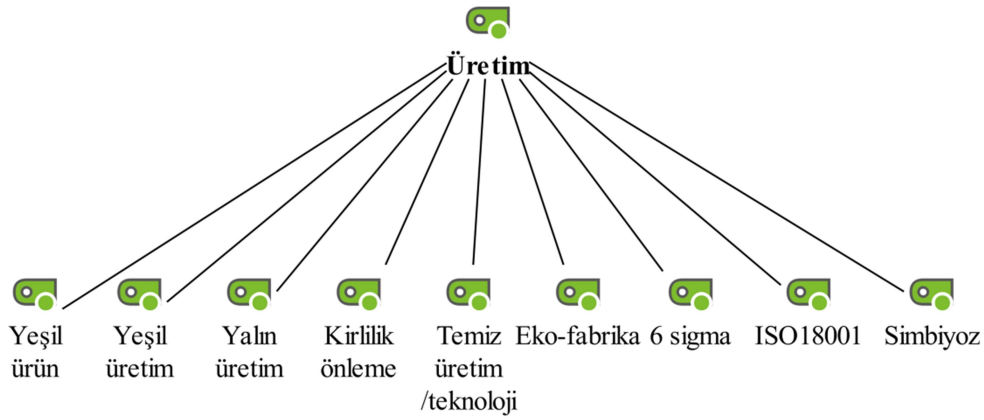 Üretim
Yeşil
ürün
Yeşil
üretim
Yalın
üretim
Kirlilik
önleme
Temiz
üretim
/teknoloji
Eko-fabrika
6 sigma
ISO18001
Simbiyoz